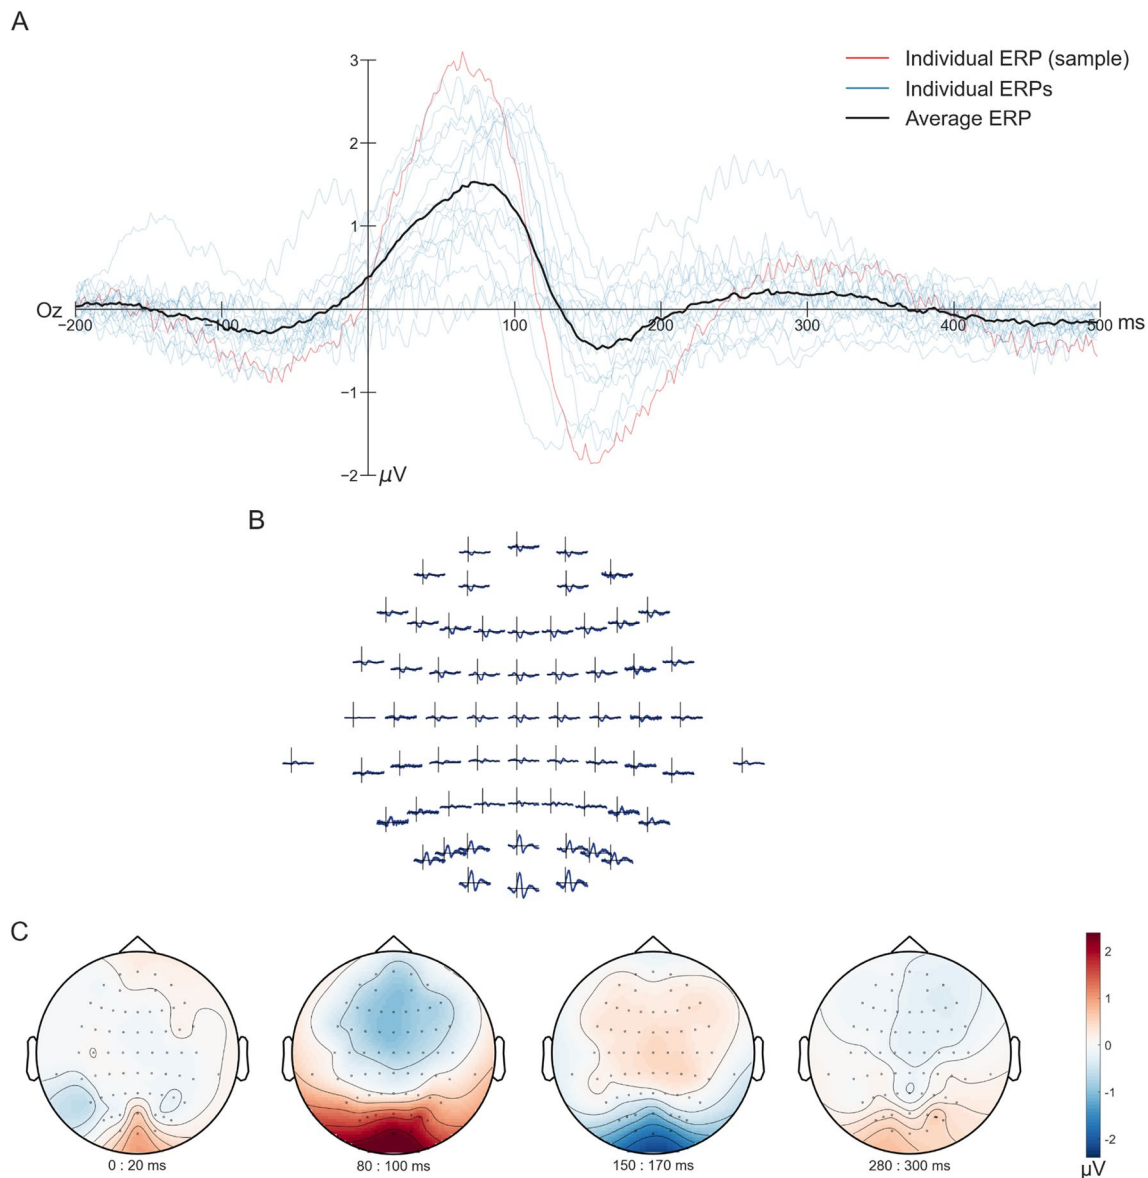 A
3
2
1
−1
−2
μV
Oz
−200
−100
100
200
300
400
500 ms
Individual ERP (sample)
Individual ERPs
Average ERP
B
C
0 : 20 ms
80 : 100 ms
150 : 170 ms
280 : 300 ms
2
1
0
-1
-2
μV